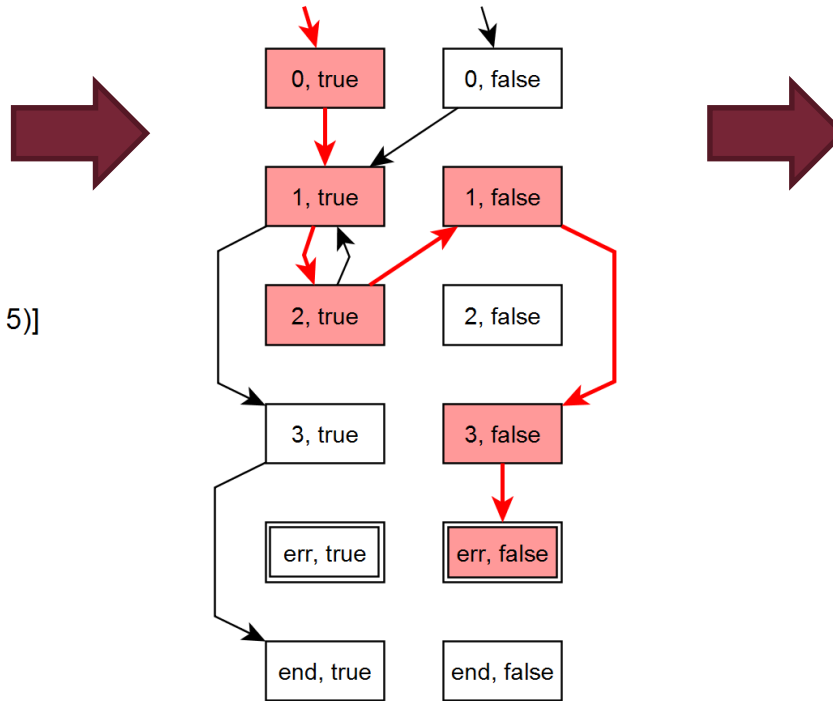 0, true
0, false
1, true
1, false
2, true
2, false
5)]
3, true
3, false
err, true
err, false
end, true
end, false